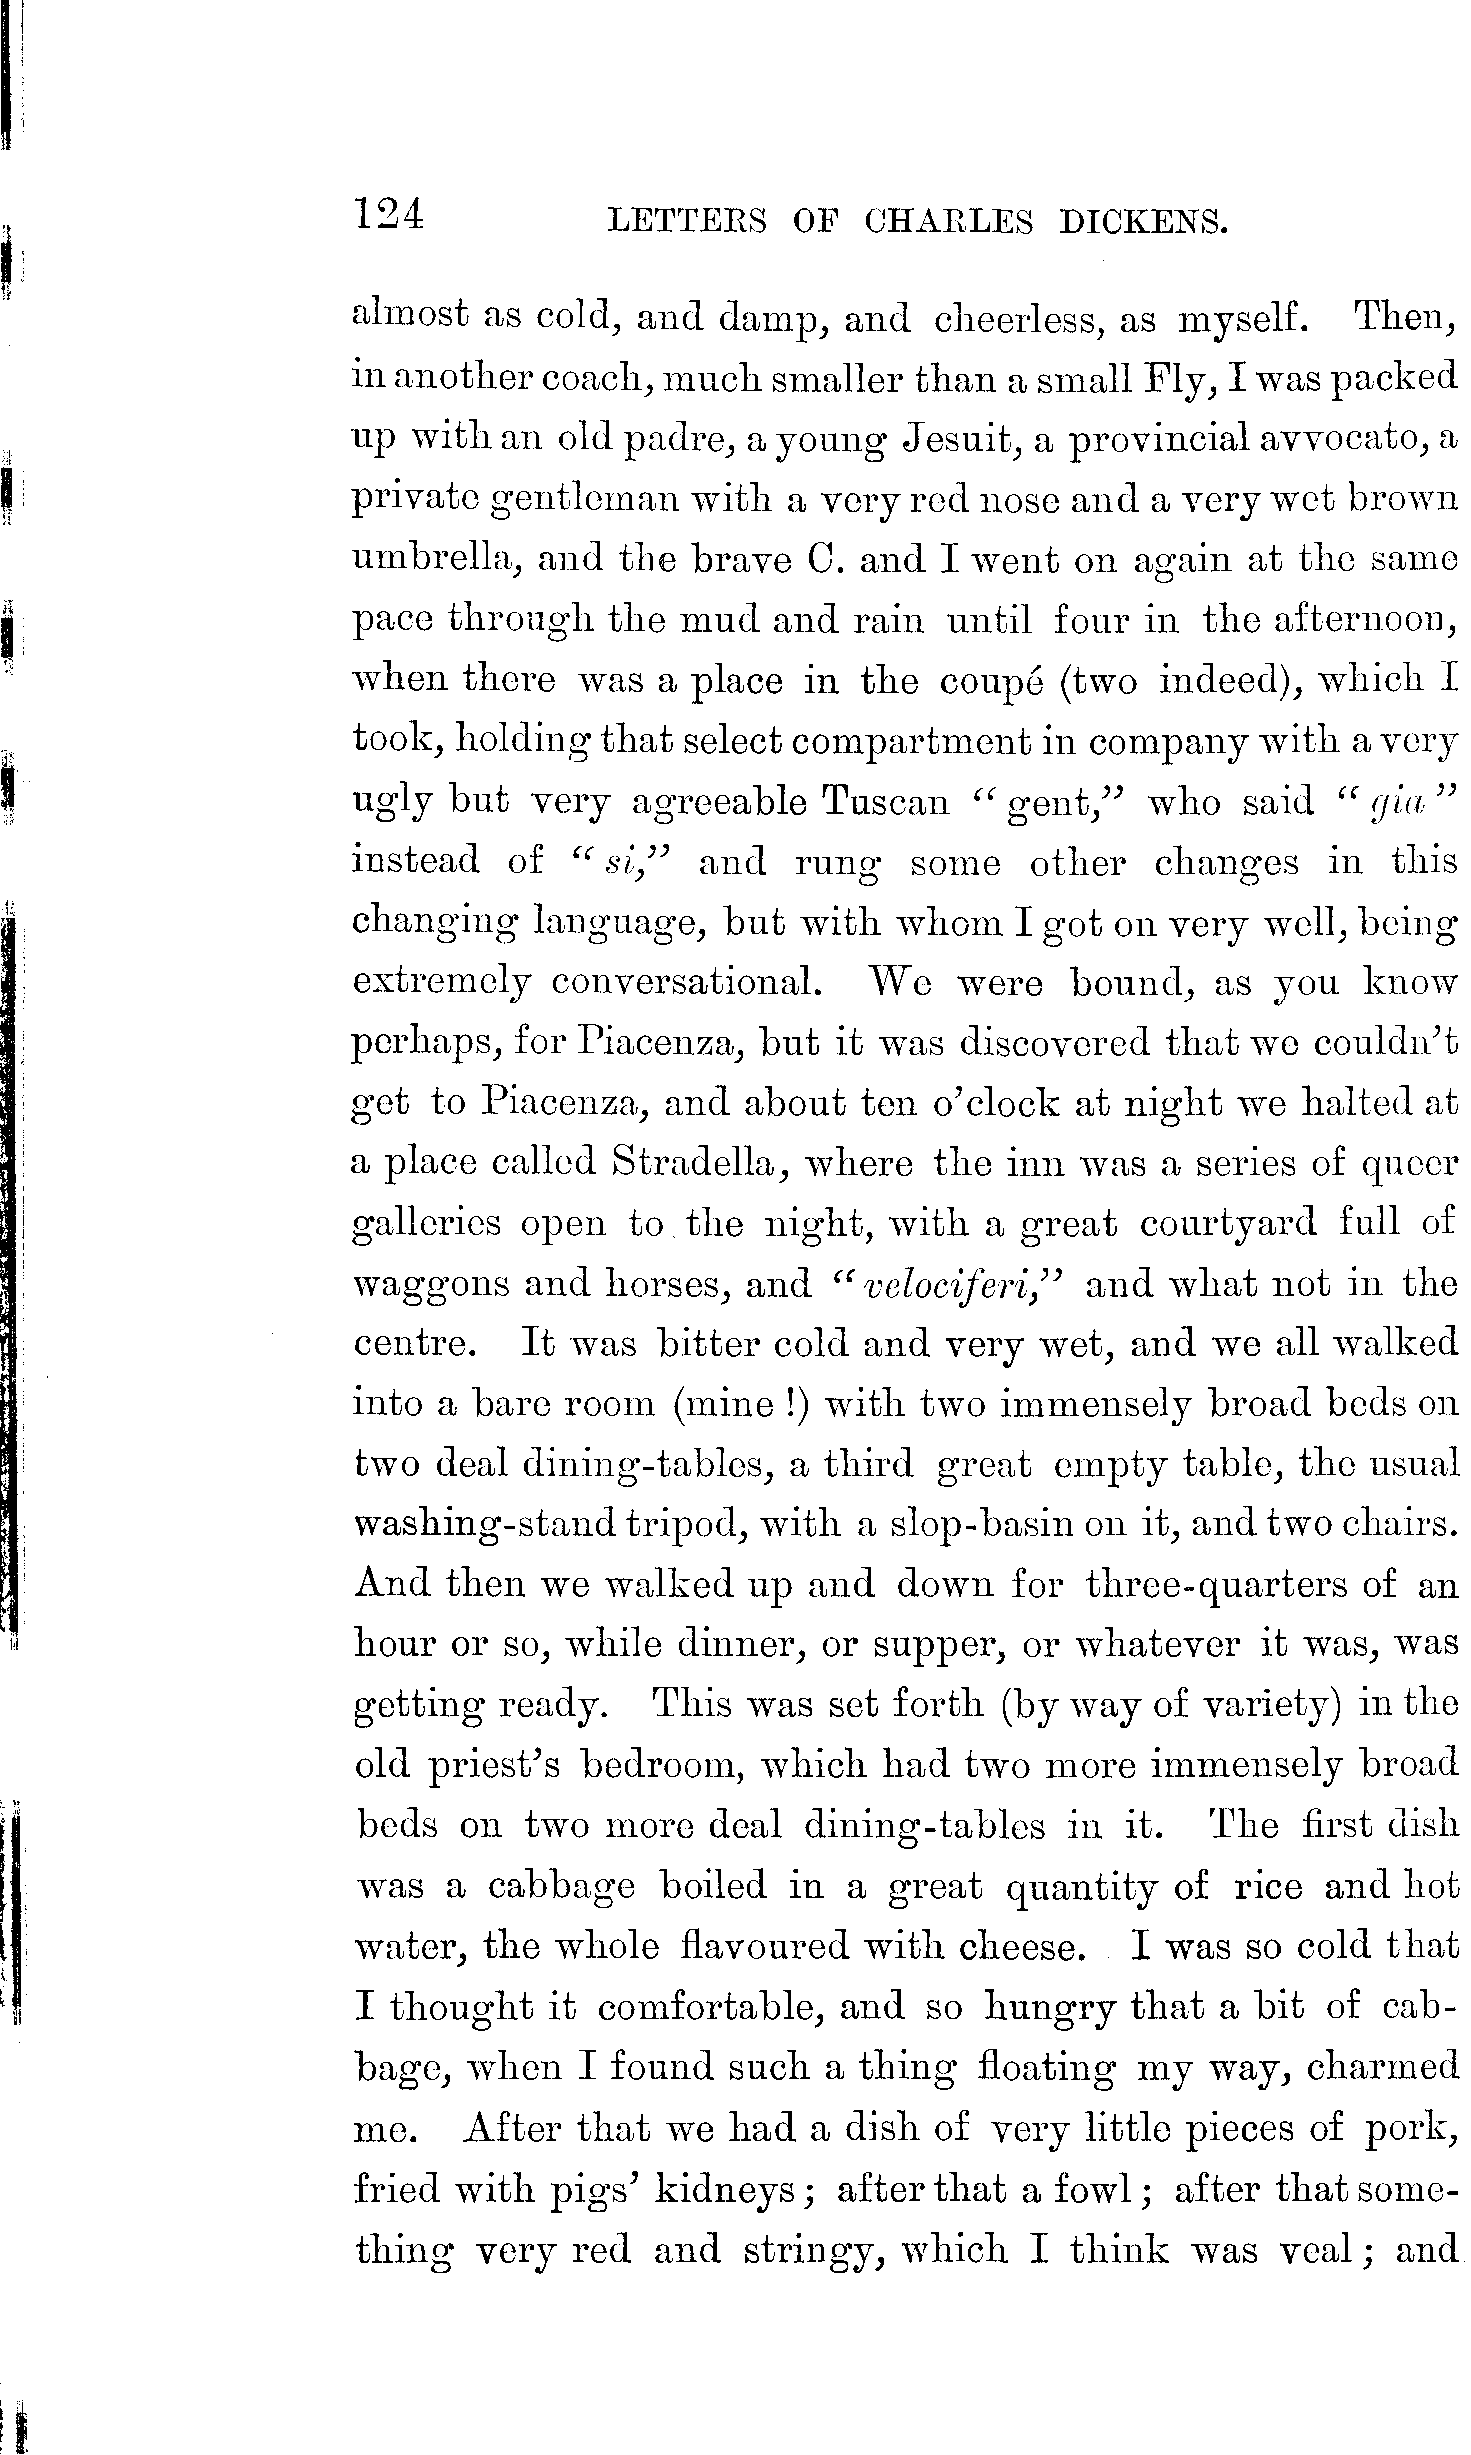 124 LETTERS OF CHARLES DICKENS.
almost as cold, and damp, and cheerless, as myself. Then,
in another coach, much smaller than a small Fly, I was packed
up with an old padre, a young Jesuit, a provincial avvocato, a
private gentleman with a very red nose and a very wet brown
umbrella, and the brave C. and I went on again at the same
pace through the mud and rain until four in the afternoon,
when there was a place in the coupé (two indeed), which I
took, holding that select compartment in company with a very
ugly but very agreeable Tuscan “gent,” who said “gia”
instead of “si,” and rung some other changes in this
changing language, but with whom I got on very well, being
extremely conversational. We were bound, as you know
perhaps, for Piacenza, but it was discovered that we couldn’t
get to Piacenza, and about ten o’clock at night we halted at
a place called Stradella, where the inn was a series of queer
galleries open to the night, with a great courtyard full of
waggons and horses, and “velociferi,” and what not in the
centre. It was bitter cold and very wet, and we all walked
into a bare room (mine!) with two immensely broad beds on
two deal dining-tables, a third great empty table, the usual
washing-stand tripod, with a slop-basin on it, and two chairs.
And then we walked up and down for three-quarters of an
hour or so, while dinner, or supper, or whatever it was, was
getting ready. This was set forth (by way of variety) in the
old priest’s bedroom, which had two more immensely broad
beds on two more deal dining-tables in it. The first dish
was a cabbage boiled in a great quantity of rice and hot
water, the whole flavoured with cheese. I was so cold that
I thought it comfortable, and so hungry that a bit of cab-
bage, when I found such a thing floating my way, charmed
me. After that we had a dish of very little pieces of pork,
fried with pigs’ kidneys; after that a fowl; after that some-
thing very red and stringy, which I think was veal; and